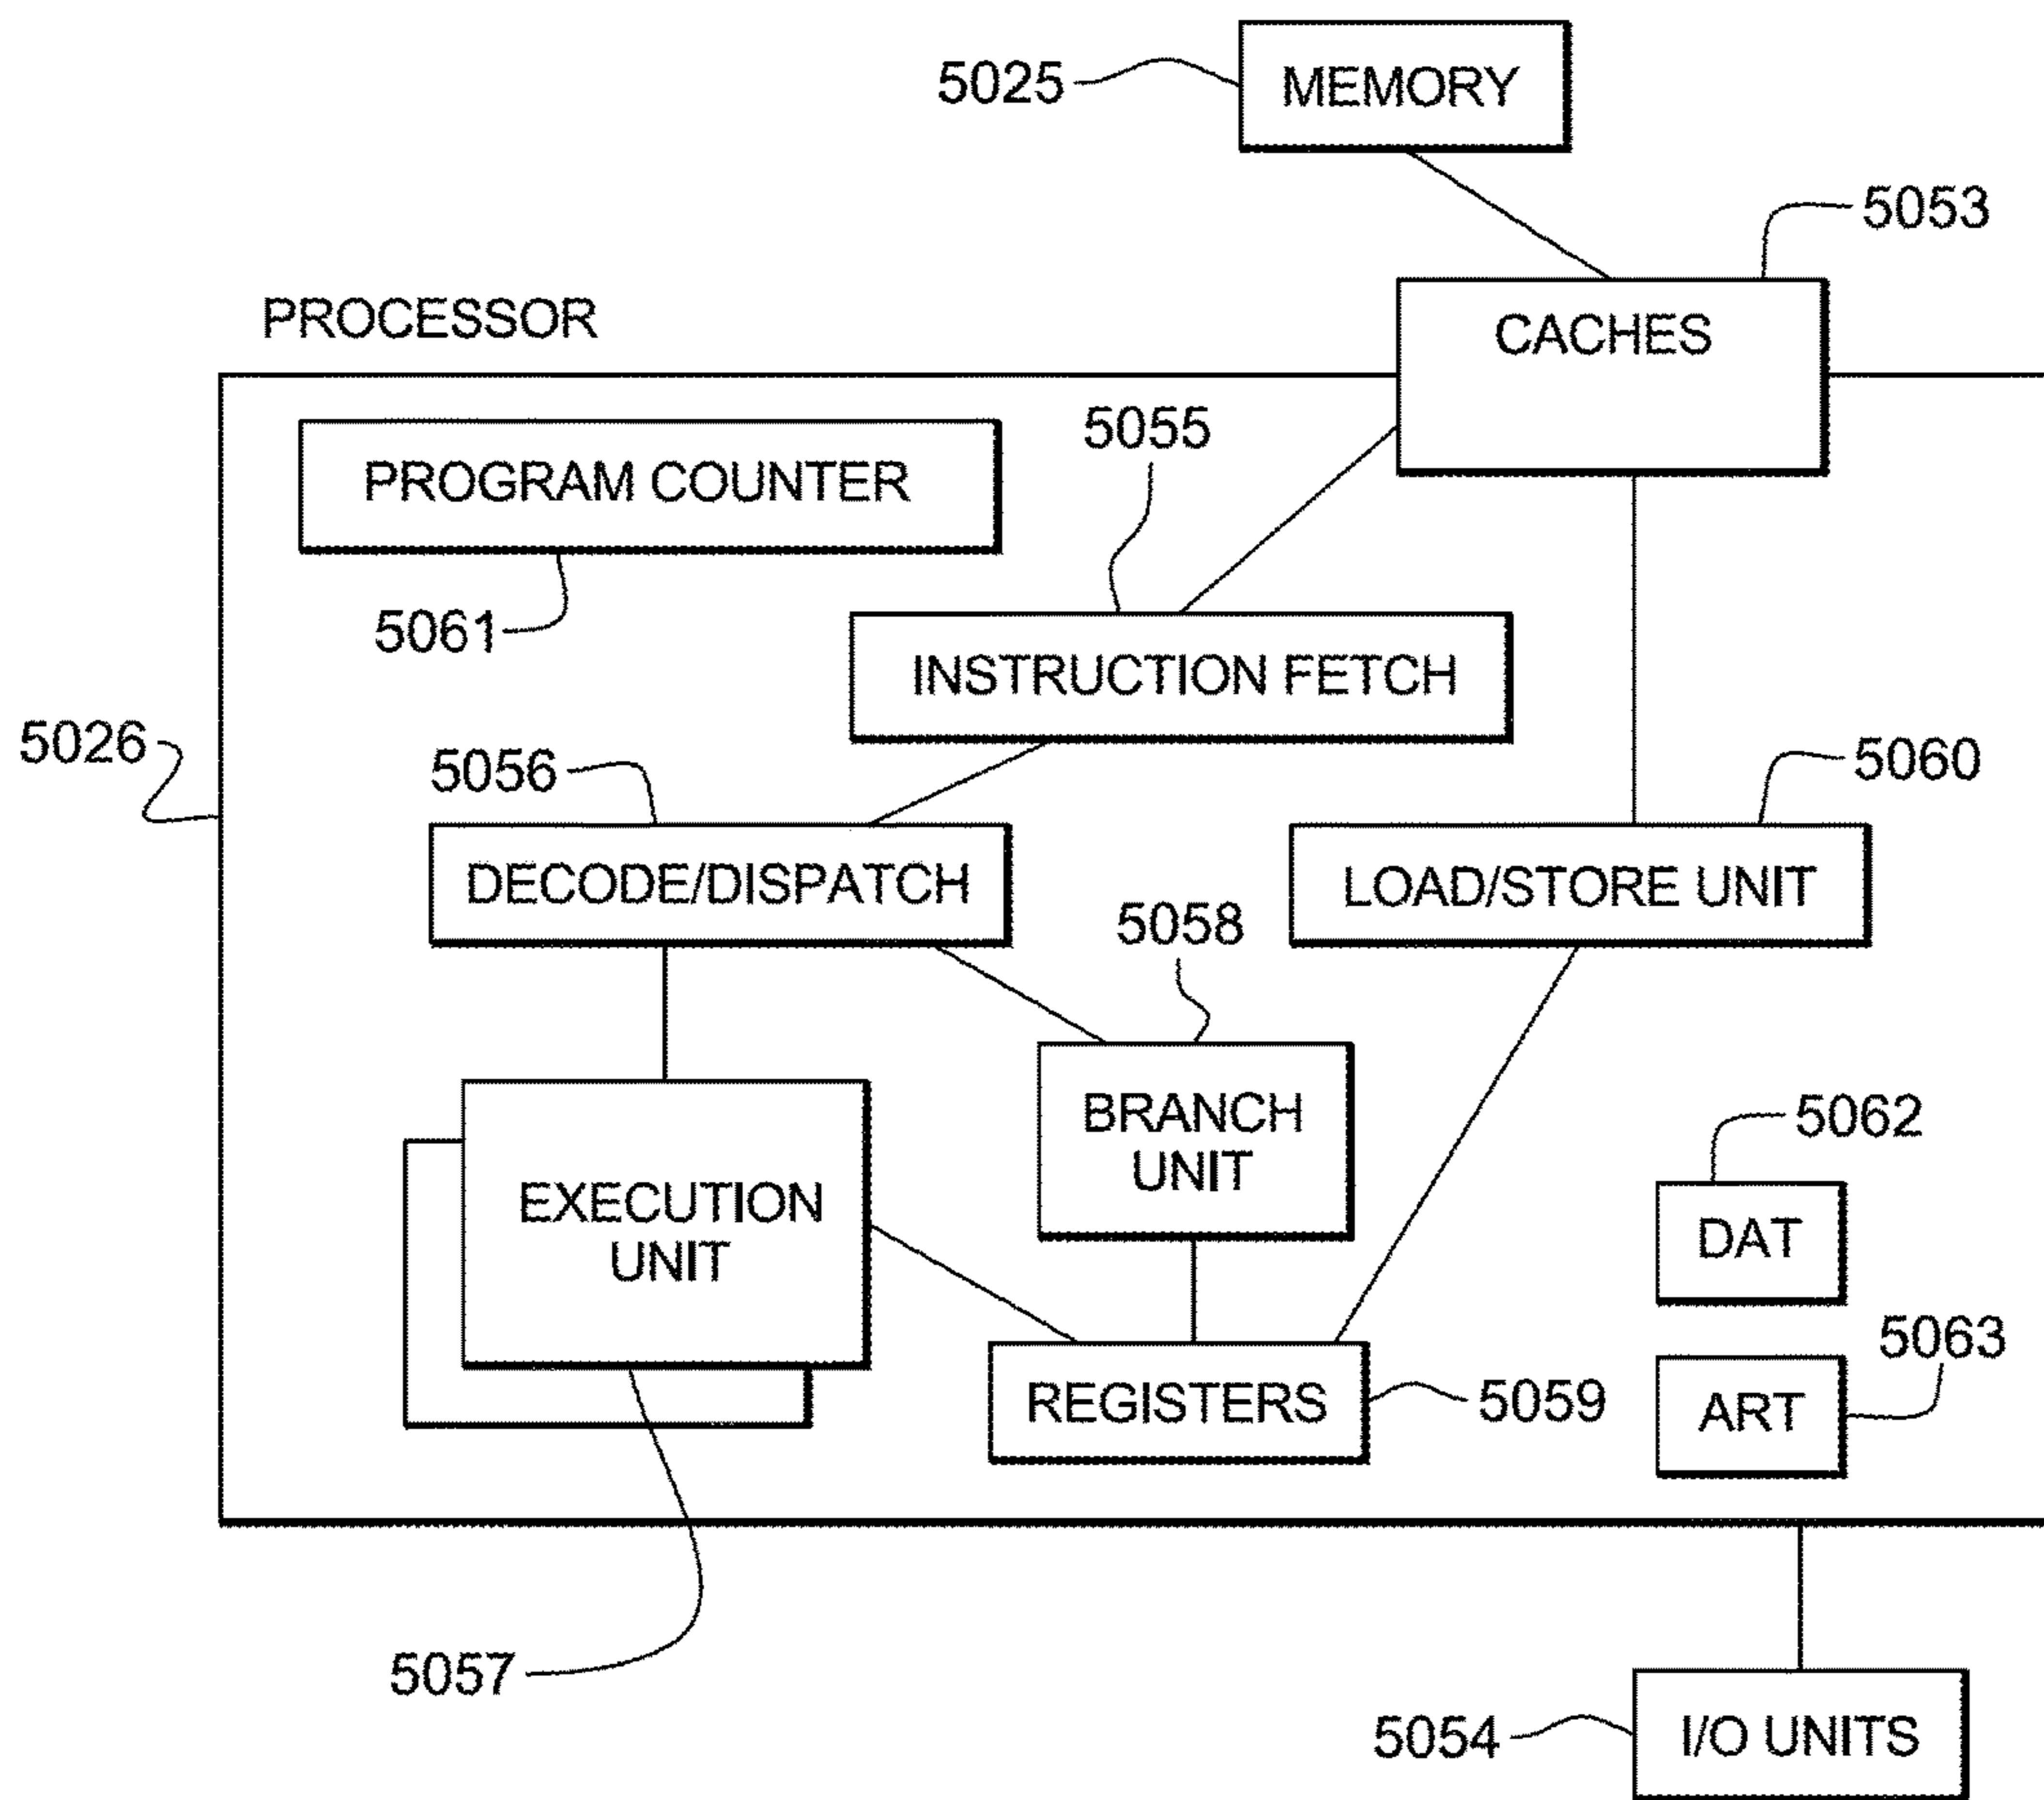 MEMORY
5025
5053
CACHES
PROCESSOR
5055
PROGRAM COUNTER
5061
INSTRUCTION FETCH
5026
5056
5060
DECODE/DISPATCH
LOAD/STORE UNIT
5058
BRANCH
UNIT
5062
EXECUTION
UNIT
DAT
5063
REGISTERS
5059
ART
5057
5054
I/O UNITS